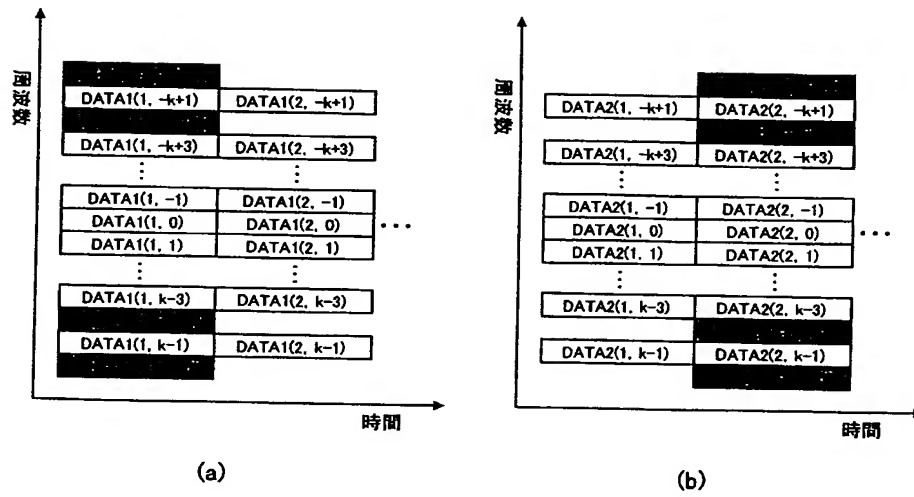 周波数
DATA1(1, -k+1) DATA1(2, -k+1)
DATA1(1, -k+3) DATA1(2, -k+3)
DATA1(1, -1) DATA1(2, -1)
DATA1(1, 0) DATA1(2, 0)
DATA1(1, 1) DATA1(2, 1)
DATA1(1, k-3) DATA1(2, k-3)
DATA1(1, k-1) DATA1(2, k-1)
時間
(a)
周波数
DATA2(1, -k+1) DATA2(2, -k+1)
DATA2(1, -k+3) DATA2(2, -k+3)
DATA2(1, -1) DATA2(2, -1)
DATA2(1, 0) DATA2(2, 0)
DATA2(1, 1) DATA2(2, 1)
DATA2(1, k-3) DATA2(2, k-3)
DATA2(1, k-1) DATA2(2, k-1)
時間
(b)